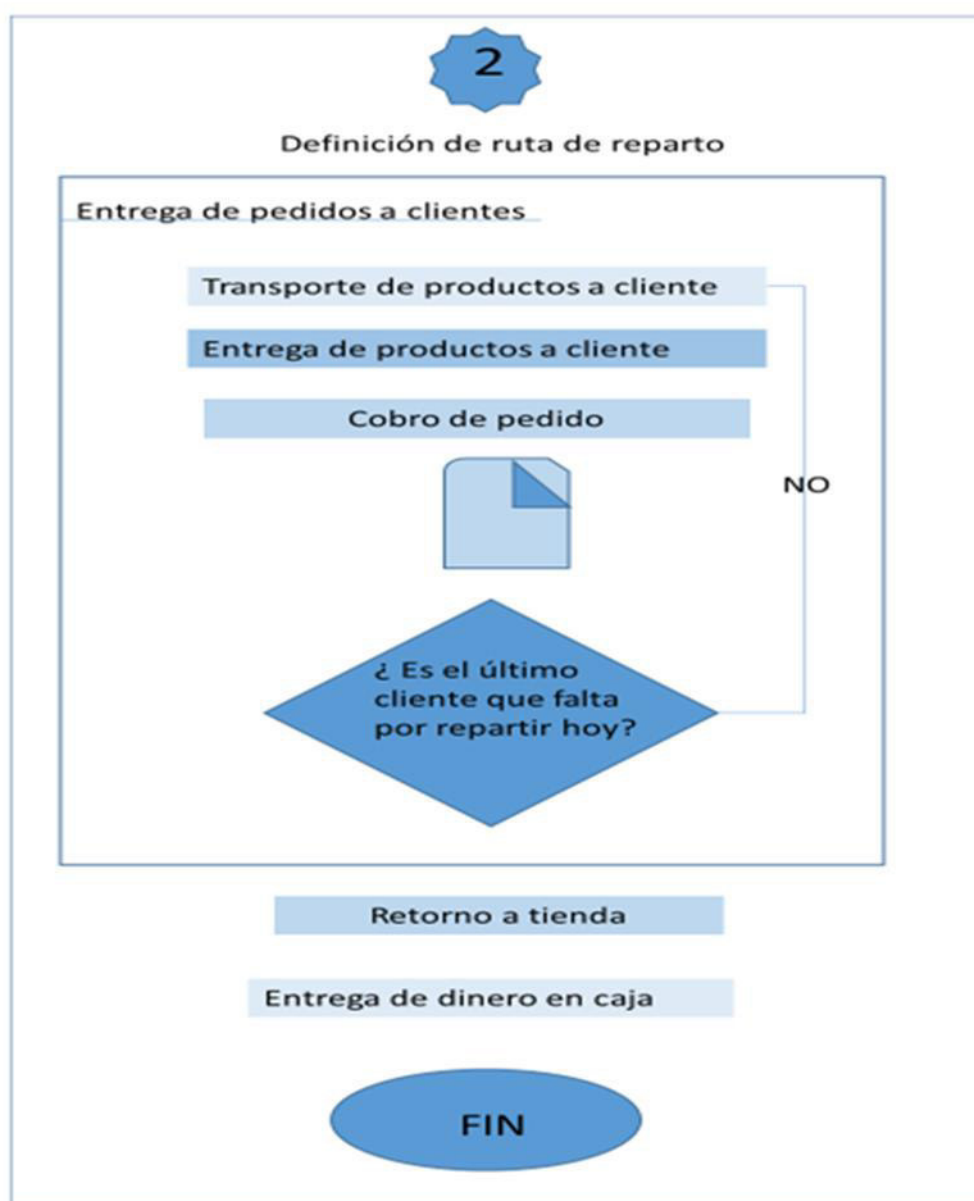 2
Definición de ruta de reparto
Entrega de pedidos a clientes
Transporte de productos a cliente
Entrega de productos a cliente
Cobro de pedido
NO
¿ Es el último
cliente que falta
por repartir hoy?
Retorno a tienda
Entrega de dinero en caja
FIN